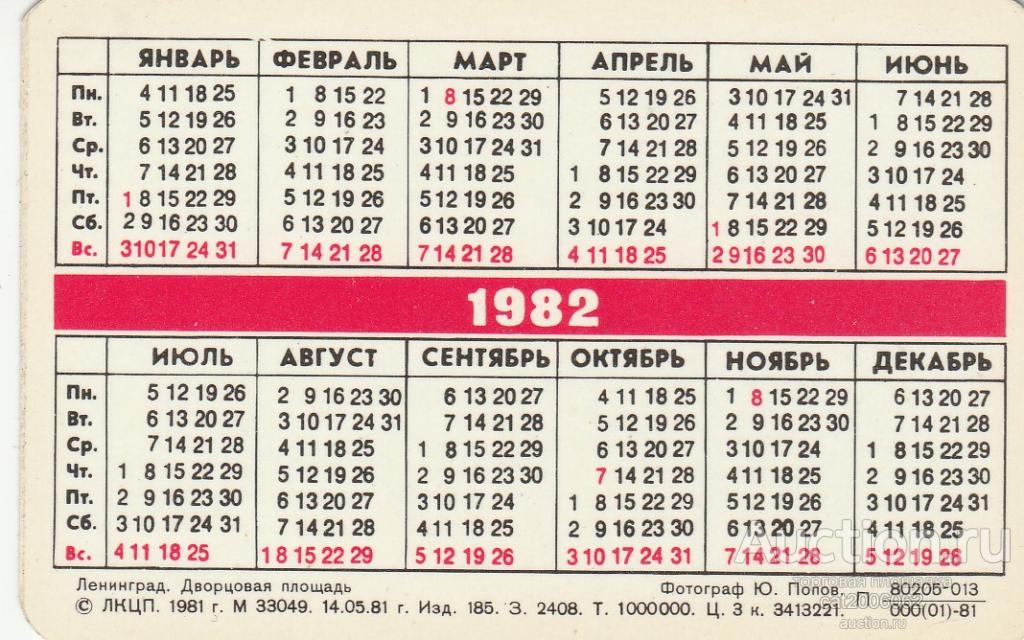 ЯНВАРЬ ФЕВРАЛЬ МАРТ АПРЕЛЬ МАЙ ИЮНЬ
Пн. 4 11 18 25 1 8 15 22 1 8 15 22 29 5 12 19 26 3 10 17 24 31 7 14 21 28
Вт. 5 12 19 26 2 9 16 23 2 9 16 23 30 6 13 20 27 4 11 18 25 1 8 15 22 29
Ср. 6 13 20 27 3 10 17 24 3 10 17 24 31 7 14 21 28 5 12 19 26 2 9 16 23 30
Чт. 7 14 21 28 4 11 18 25 4 11 18 25 1 8 15 22 29 6 13 20 27 3 10 17 24
Пт. 1 8 15 22 29 5 12 19 26 5 12 19 26 2 9 16 23 30 7 14 21 28 4 11 18 25
Сб. 2 9 16 23 30 6 13 20 27 6 13 20 27 3 10 17 24 1 8 15 22 29 5 12 19 26
Вс. 3 10 17 24 31 7 14 21 28 7 14 21 28 4 11 18 25 2 9 16 23 30 6 13 20 27
1982
ИЮЛЬ АВГУСТ СЕНТЯБРЬ ОКТЯБРЬ НОЯБРЬ ДЕКАБРЬ
Пн. 5 12 19 26 2 9 16 23 30 6 13 20 27 4 11 18 25 1 8 15 22 29 6 13 20 27
Вт. 6 13 20 27 3 10 17 24 31 7 14 21 28 5 12 19 26 2 9 16 23 30 7 14 21 28
Ср. 7 14 21 28 4 11 18 25 1 8 15 22 29 6 13 20 27 3 10 17 24 1 8 15 22 29
Чт. 1 8 15 22 29 5 12 19 26 2 9 16 23 30 7 14 21 28 4 11 18 25 2 9 16 23 30
Пт. 2 9 16 23 30 6 13 20 27 3 10 17 24 1 8 15 22 29 5 12 19 26 3 10 17 24 31
Сб. 3 10 17 24 31 7 14 21 28 4 11 18 25 2 9 16 23 30 6 13 20 27 4 11 18 25
Вс. 4 11 18 25 1 8 15 22 29 5 12 19 26 3 10 17 24 31 7 14 21 28 5 12 19 26
Auction.ru
Ленинград. Дворцовая площадь Фотограф Ю. Попов. П 80205-013
торговая площадка
© ЛКЦП. 1981 г. М 33049. 14.05.81 г. Изд. 185. З. 2408. Т. 1000000. Ц. 3 к. 3413221. 000(01)-81
auction.ru